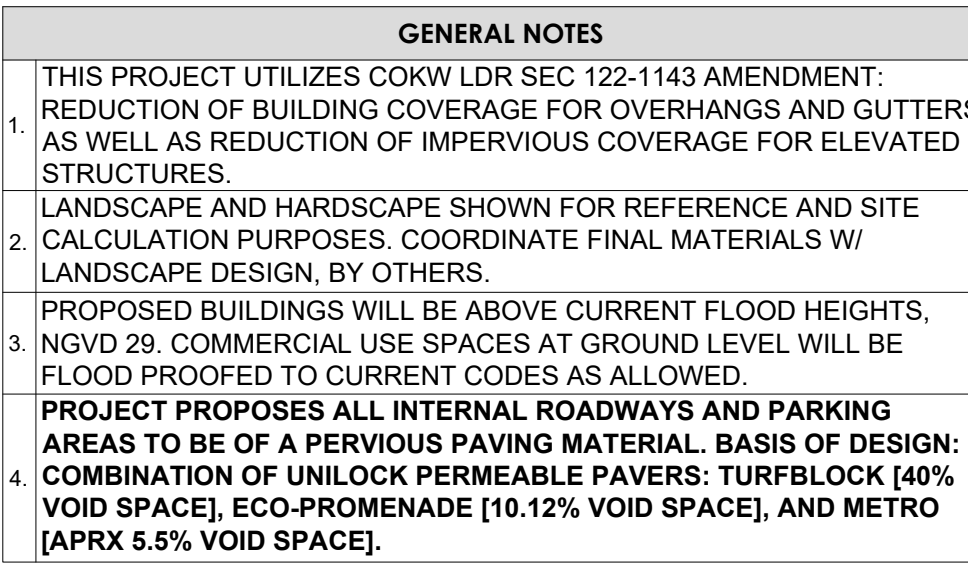 GENERAL NOTES
1. THIS PROJECT UTILIZES COKW LDR SEC 122-1143 AMENDMENT:
REDUCTION OF BUILDING COVERAGE FOR OVERHANGS AND GUTTERS
AS WELL AS REDUCTION OF IMPERVIOUS COVERAGE FOR ELEVATED
STRUCTURES.
2. LANDSCAPE AND HARDSCAPE SHOWN FOR REFERENCE AND SITE
CALCULATION PURPOSES. COORDINATE FINAL MATERIALS W/
LANDSCAPE DESIGN, BY OTHERS.
3. PROPOSED BUILDINGS WILL BE ABOVE CURRENT FLOOD HEIGHTS,
NGVD 29. COMMERCIAL USE SPACES AT GROUND LEVEL WILL BE
FLOOD PROOFED TO CURRENT CODES AS ALLOWED.
4. PROJECT PROPOSES ALL INTERNAL ROADWAYS AND PARKING
AREAS TO BE OF A PERVIOUS PAVING MATERIAL. BASIS OF DESIGN:
COMBINATION OF UNILOCK PERMEABLE PAVERS: TURFBLOCK [40%
VOID SPACE], ECO-PROMENADE [10.12% VOID SPACE], AND METRO
[APRX 5.5% VOID SPACE].